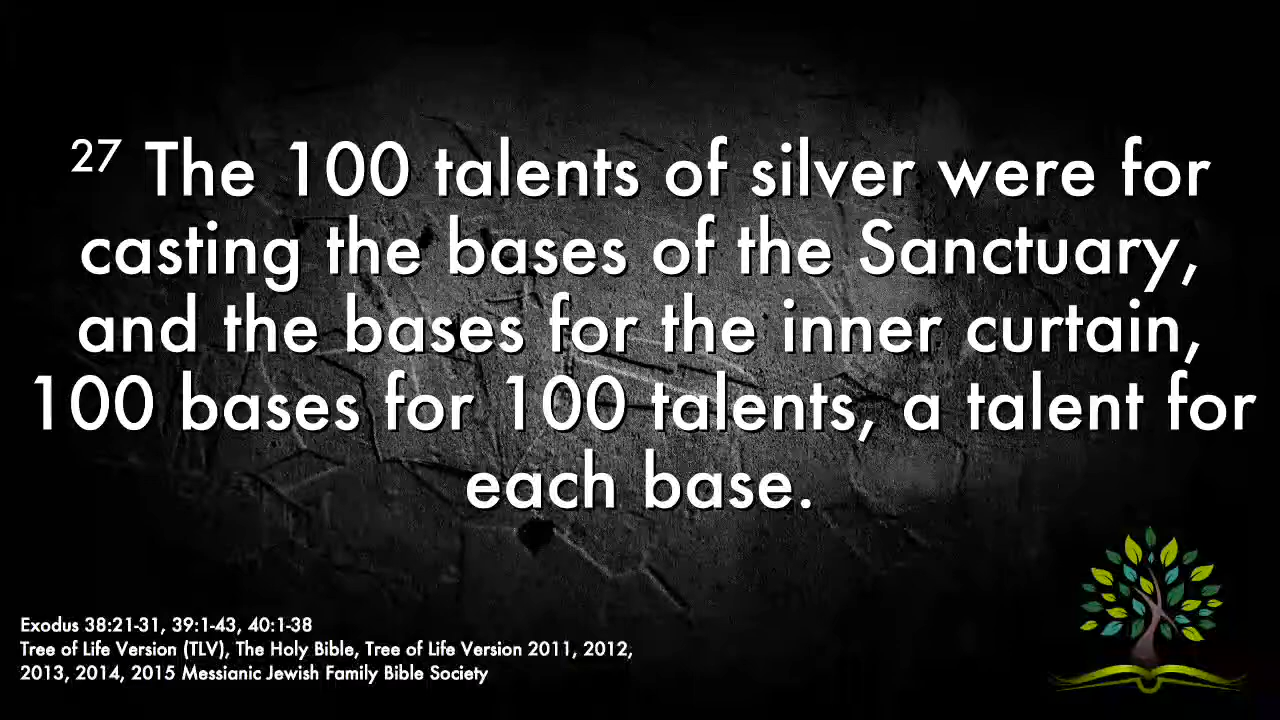 27 The 100 talents of silver were for
casting the bases of the Sanctuary,
and the bases for the inner curtain,
100 bases for 100 talents, a talent for
each base.
Exodus 38:21-31, 39:1-43, 40:1-38
Tree of Life Version (TLV), The Holy Bible, Tree of Life Version 2011, 2012,
2013, 2014, 2015 Messianic Jewish Family Bible Society